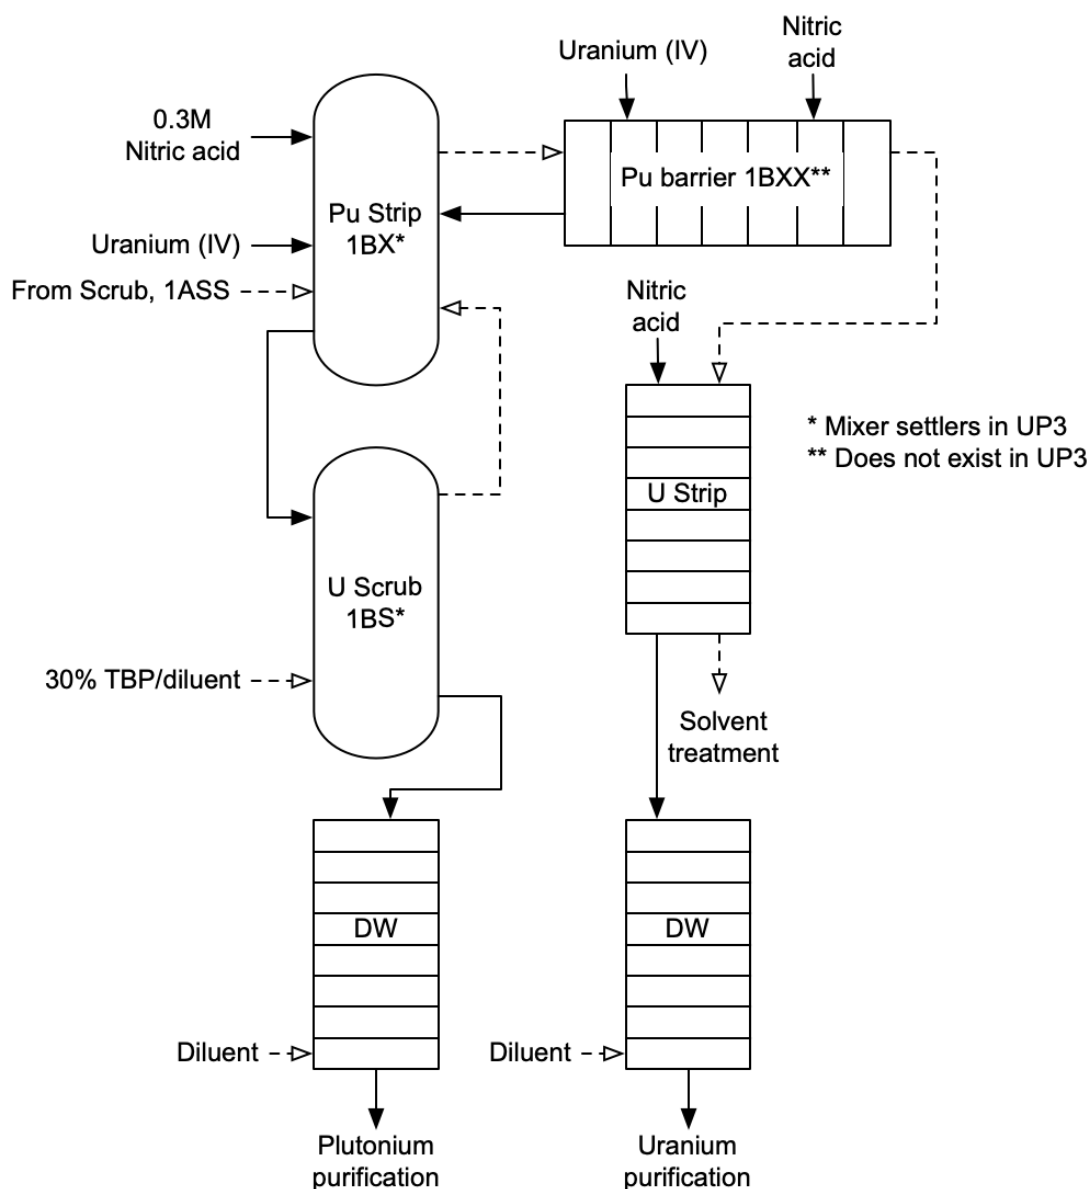 Nitric
acid
Uranium (IV)
0.3M
Nitric acid
Pu barrier 1BXX**
Pu Strip
1BX*
Uranium (IV)
From Scrub, 1ASS
Nitric
acid
* Mixer settlers in UP3
** Does not exist in UP3
U Strip
U Scrub
1BS*
30% TBP/diluent
Solvent
treatment
DW
DW
Diluent
Diluent
Plutonium
purification
Uranium
purification